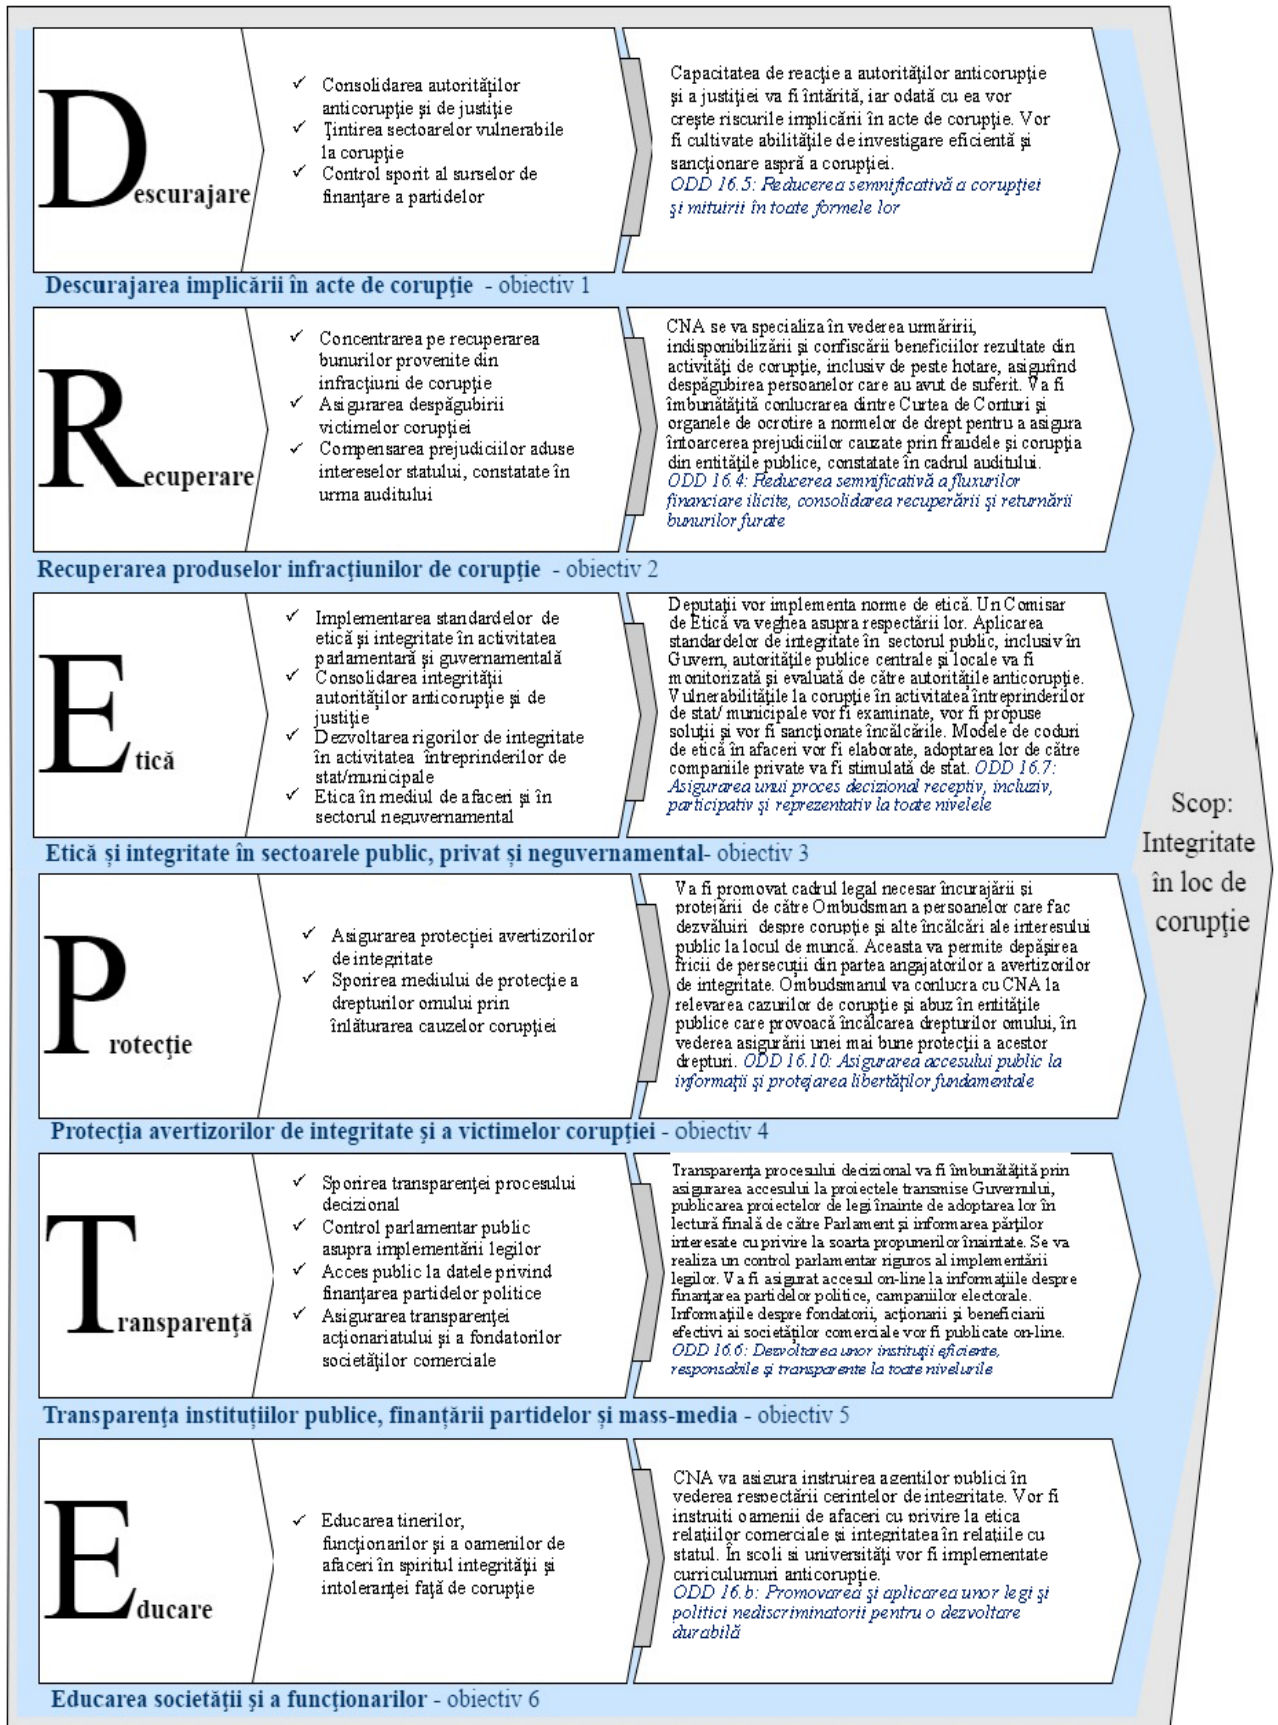 Descurajare
✓ Consolidarea autorităților
anticorupție și de justiție
✓ Țintirea sectoarelor vulnerabile
la corupție
✓ Control sporit al surselor de
finanțare a partidelor
Capacitatea de reacție a autorităților anticorupție
și a justiției va fi întărită, iar odată cu ea vor
crește riscurile implicării în acte de corupție. Vor
fi cultivate abilitățile de investigare eficientă și
sancționare aspră a corupției.
ODD 16.5: Reducerea semnificativă a corupției
și mituirii în toate formele lor
Descurajarea implicării în acte de corupție - obiectiv 1
Recuperare
✓ Concentrarea pe recuperarea
bunurilor provenite din
infracțiuni de corupție
✓ Asigurarea despăgubirii
victimelor corupției
✓ Compensarea prejudiciilor aduse
intereselor statului, constatate în
urma auditului
CNA se va specializa în vederea urmăririi,
indisponibilizării și confiscării beneficiilor rezultate din
activități de corupție, inclusiv de peste hotare, asigurînd
despăgubirea persoanelor care au avut de suferit. Va fi
îmbunătățită conlucrarea dintre Curtea de Conturi și
organele de ocrotire a normelor de drept pentru a asigura
întoarcerea prejudiciilor cauzate prin fraudele și corupția
din entitățile publice, constatate în cadrul auditului.
ODD 16.4: Reducerea semnificativă a fluxurilor
financiare ilicite, consolidarea recuperării și returnării
bunurilor furate
Recuperarea produselor infracțiunilor de corupție - obiectiv 2
Etică
✓ Implementarea standardelor de
etică și integritate în activitatea
parlamentară și guvernamentală
✓ Consolidarea integrității
autorităților anticorupție și de
justiție
✓ Dezvoltarea rigorilor de integritate
în activitatea întreprinderilor de
stat/municipale
✓ Etica în mediul de afaceri și în
sectorul neguvernamental
Deputații vor implementa norme de etică. Un Comisar
de Etică va veghea asupra respectării lor. Aplicarea
standardelor de integritate în sectorul public, inclusiv în
Guvern, autoritățile publice centrale și locale va fi
monitorizată și evaluată de către autoritățile anticorupție.
Vulnerabilitățile la corupție în activitatea întreprinderilor
de stat/ municipale vor fi examinate, vor fi propuse
soluții și vor fi sancționate încălcările. Modele de coduri
de etică în afaceri vor fi elaborate, adoptarea lor de către
companiile private va fi stimulată de stat. ODD 16.7:
Asigurarea unui proces decizional receptiv, incluziv,
participativ și reprezentativ la toate nivelele
Etică și integritate în sectoarele public, privat și neguvernamental- obiectiv 3
Scop:
Integritate
în loc de
corupție
Protecție
✓ Asigurarea protecției avertizorilor
de integritate
✓ Sporirea mediului de protecție a
drepturilor omului prin
înlăturarea cauzelor corupției
Va fi promovat cadrul legal necesar încurajării și
protejării de către Ombudsman a persoanelor care fac
dezvăluiri despre corupție și alte încălcări ale interesului
public la locul de muncă. Aceasta va permite depășirea
fricii de persecuții din partea angajatorilor a avertizorilor
de integritate. Ombudsmanul va conlucra cu CNA la
relevarea cazurilor de corupție și abuz în entitățile
publice care provoacă încălcarea drepturilor omului, în
vederea asigurării unei mai bune protecții a acestor
drepturi. ODD 16.10: Asigurarea accesului public la
informații și protejarea libertăților fundamentale
Protecția avertizorilor de integritate și a victimelor corupției - obiectiv 4
Transparență
✓ Sporirea transparenței procesului
decizional
✓ Control parlamentar public
asupra implementării legilor
✓ Acces public la datele privind
finanțarea partidelor politice
✓ Asigurarea transparenței
acționariatului și a fondatorilor
societăților comerciale
Transparența procesului decizional va fi îmbunătățită prin
asigurarea accesului la proiectele transmise Guvernului,
publicarea proiectelor de legi înainte de adoptarea lor în
lectură finală de către Parlament și informarea părților
interesate cu privire la soarta propunerilor înaintate. Se va
realiza un control parlamentar riguros al implementării
legilor. Va fi asigurat accesul on-line la informațiile despre
finanțarea partidelor politice, campaniilor electorale.
Informațiile despre fondatorii, acționarii și beneficiarii
efectivi ai societăților comerciale vor fi publicate on-line.
ODD 16.6: Dezvoltarea unor instituții eficiente,
responsabile și transparente la toate nivelurile
Transparența instituțiilor publice, finanțării partidelor și mass-media - obiectiv 5
Educare
✓ Educarea tinerilor,
funcționarilor și a oamenilor de
afaceri în spiritul integrității și
intoleranței față de corupție
CNA va asigura instruirea agentilor publici în
vederea respectării cerintelor de integritate. Vor fi
instruiti oamenii de afaceri cu privire la etica
relațiilor comerciale și integritatea în relațiile cu
statul. În scoli si universități vor fi implementate
curriculumuri anticorupție.
ODD 16.b: Promovarea și aplicarea unor legi și
politici nediscriminatorii pentru o dezvoltare
durabilă
Educarea societății și a funcționarilor - obiectiv 6